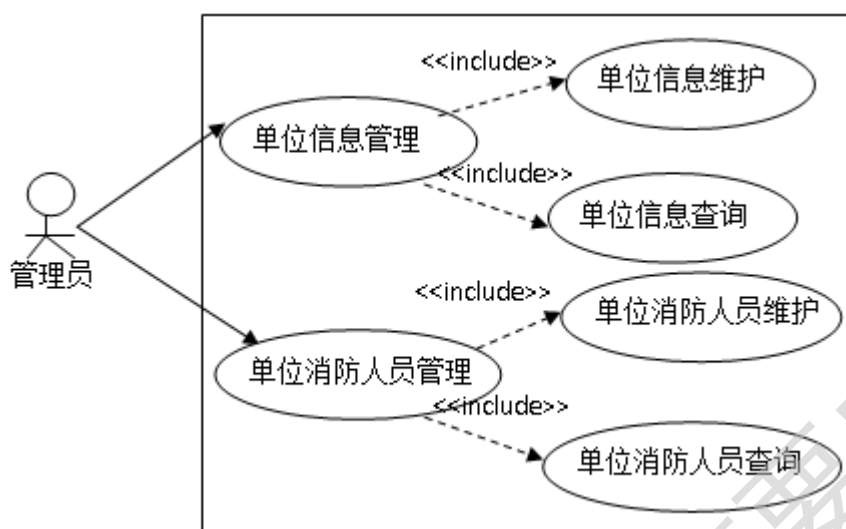 <<include>>
单位信息维护
单位信息管理
<<include>>
单位信息查询
管理员
<<include>>
单位消防人员维护
单位消防人员管理
<<include>>
单位消防人员查询
要